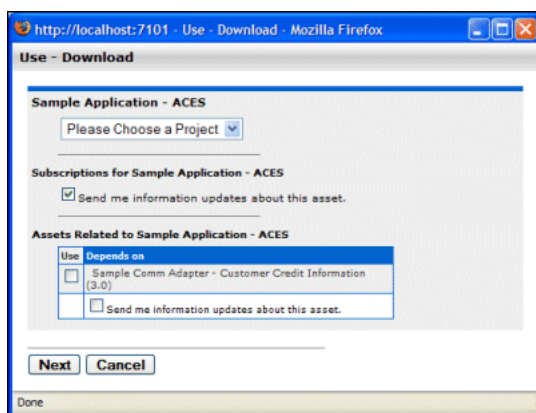 http://localhost:7101 - Use - Download - Mozilla Firefox
Use - Download
Sample Application - ACES
Please Choose a Project
Subscriptions for Sample Application - ACES
Send me information updates about this asset.
Assets Related to Sample Application - ACES
Use Depends on
Sample Comm Adapter - Customer Credit Information
(3.0)
Send me information updates about this asset.
Next Cancel
Done